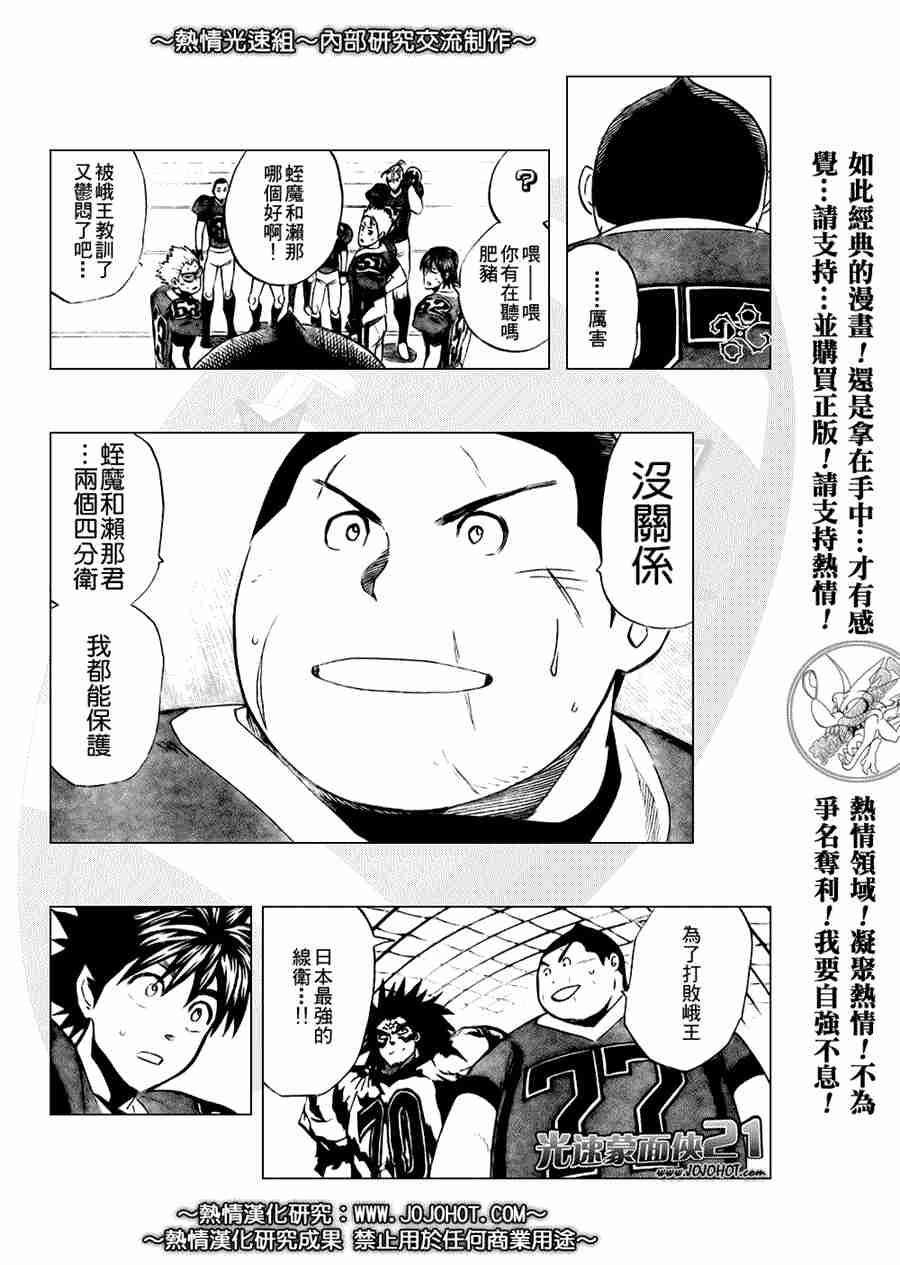 ～熱情光速組～內部研究交流制作～
……厲害
？
喂——喂
你有在聽嗎
肥豬
蛭魔和瀨那
哪個好啊！
被峨王教訓了
又鬱悶了吧…
沒關係
蛭魔和瀨那君
…兩個四分衛
我都能保護
為了打敗峨王
日本最強的
線衛…!!
77
70
光速蒙面俠21
www.JOJOHOT.com
如此經典的漫畫！還是拿在手中…才有感
覺…請支持…並購買正版！請支持熱情！
熱情領域！凝聚熱情！不為
爭名奪利！我要自強不息！
～熱情漢化研究：WWW.JOJOHOT.COM～
～熱情漢化研究成果 禁止用於任何商業用途～